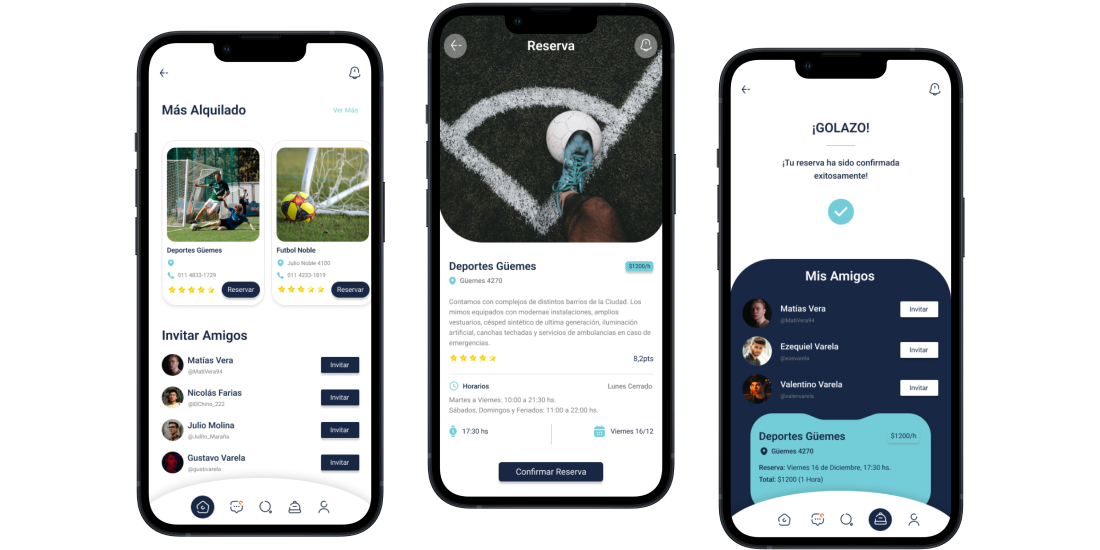 Más Alquilado
Ver Más
Deportes Güemes
011 4833-1729
Reservar
Futbol Noble
Julio Noble 4100
011 4233-1819
Reservar
Invitar Amigos
Matías Vera
@MatiVera94
Invitar
Nicolás Farias
@ElChino_222
Invitar
Julio Molina
@Julito_Maraña
Invitar
Gustavo Varela
@gustivarela
Invitar
Reserva
Deportes Güemes
$1200/h
Güemes 4270
Contamos con complejos de distintos barrios de la Ciudad. Los
mimos equipados con modernas instalaciones, amplios
vestuarios, césped sintético de ultima generación, iluminación
artificial, canchas techadas y servicios de ambulancias en caso de
emergencias.
8,2pts
Horarios
Lunes Cerrado
Martes a Viernes: 10:00 a 21:30 hs.
Sábados, Domingos y Feriados: 11:00 a 22:00 hs.
17:30 hs
Viernes 16/12
Confirmar Reserva
¡GOLAZO!
¡Tu reserva ha sido confirmada
exitosamente!
Mis Amigos
Matías Vera
@MatiVera94
Invitar
Ezequiel Varela
@ezevarela
Invitar
Valentino Varela
@valenvarela
Invitar
Deportes Güemes
$1200/h
Güemes 4270
Reserva: Viernes 16 de Diciembre, 17:30 hs.
Total: $1200 (1 Hora)